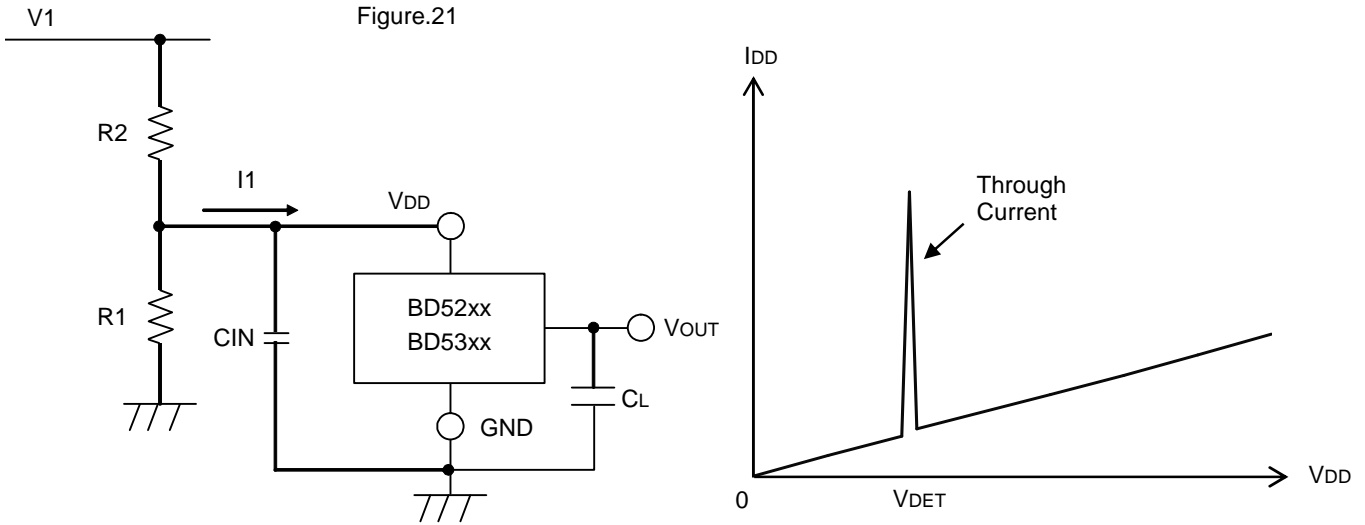 Figure.21
V1
R2
I1
VDD
R1
CIN
BD52xx
BD53xx
VOUT
CL
GND
IDD
Through
Current
0
VDET
VDD